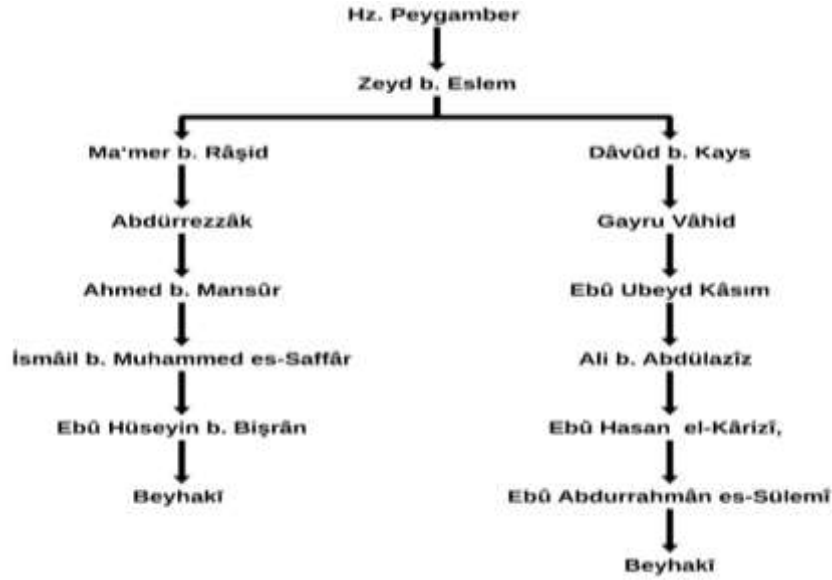 Hz. Peygamber
Zeyd b. Eslem
Ma'mer b. Râşid
Dâvûd b. Kays
Abdürrezzâk
Gayru Vâhid
Ahmed b. Mansûr
Ebû Ubeyd Kâsım
İsmâil b. Muhammed es-Saffâr
Ali b. Abdülazîz
Ebû Hüseyin b. Bişrân
Ebû Hasan el-Kârizî,
Beyhakî
Ebû Abdurrahmân es-Sülemî
Beyhakî